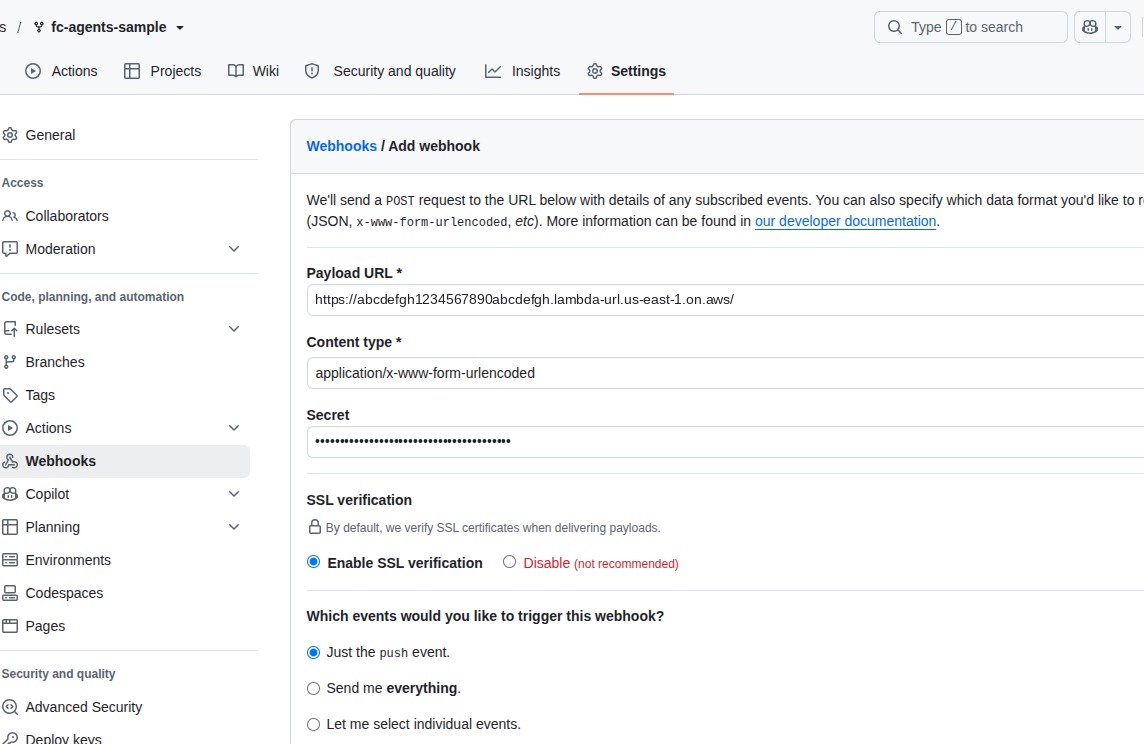 s / fc-agents-sample
Type / to search
Actions Projects Wiki Security and quality Insights Settings
General
Access
Collaborators
Moderation
Code, planning, and automation
Rulesets
Branches
Tags
Actions
Webhooks
Copilot
Planning
Environments
Codespaces
Pages
Security and quality
Advanced Security
Deploy keys
Webhooks / Add webhook
We'll send a POST request to the URL below with details of any subscribed events. You can also specify which data format you'd like to r
(JSON, x-www-form-urlencoded, etc). More information can be found in our developer documentation.
Payload URL *
https://abcdefgh1234567890abcdefgh.lambda-url.us-east-1.on.aws/
Content type *
application/x-www-form-urlencoded
Secret
••••••••••••••••••••••••••••••••••••••••
SSL verification
By default, we verify SSL certificates when delivering payloads.
Enable SSL verification Disable (not recommended)
Which events would you like to trigger this webhook?
Just the push event.
Send me everything.
Let me select individual events.